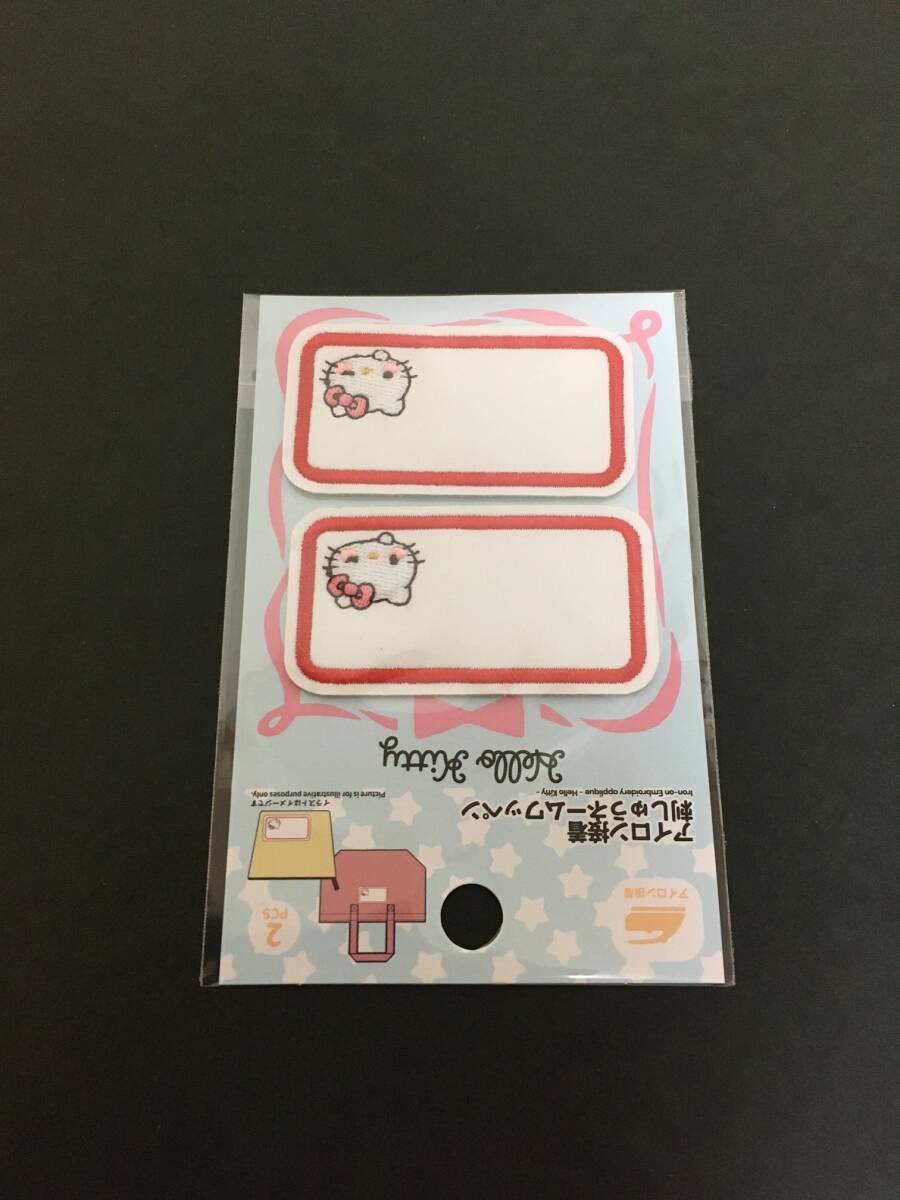 アイロン接着
2
PCS
アイロン接着
刺しゅうネームワッペン
Iron-on Embroidery applique - Hello Kitty -
イラストはイメージです
Picture is for illustrative purposes only.
Hello Kitty